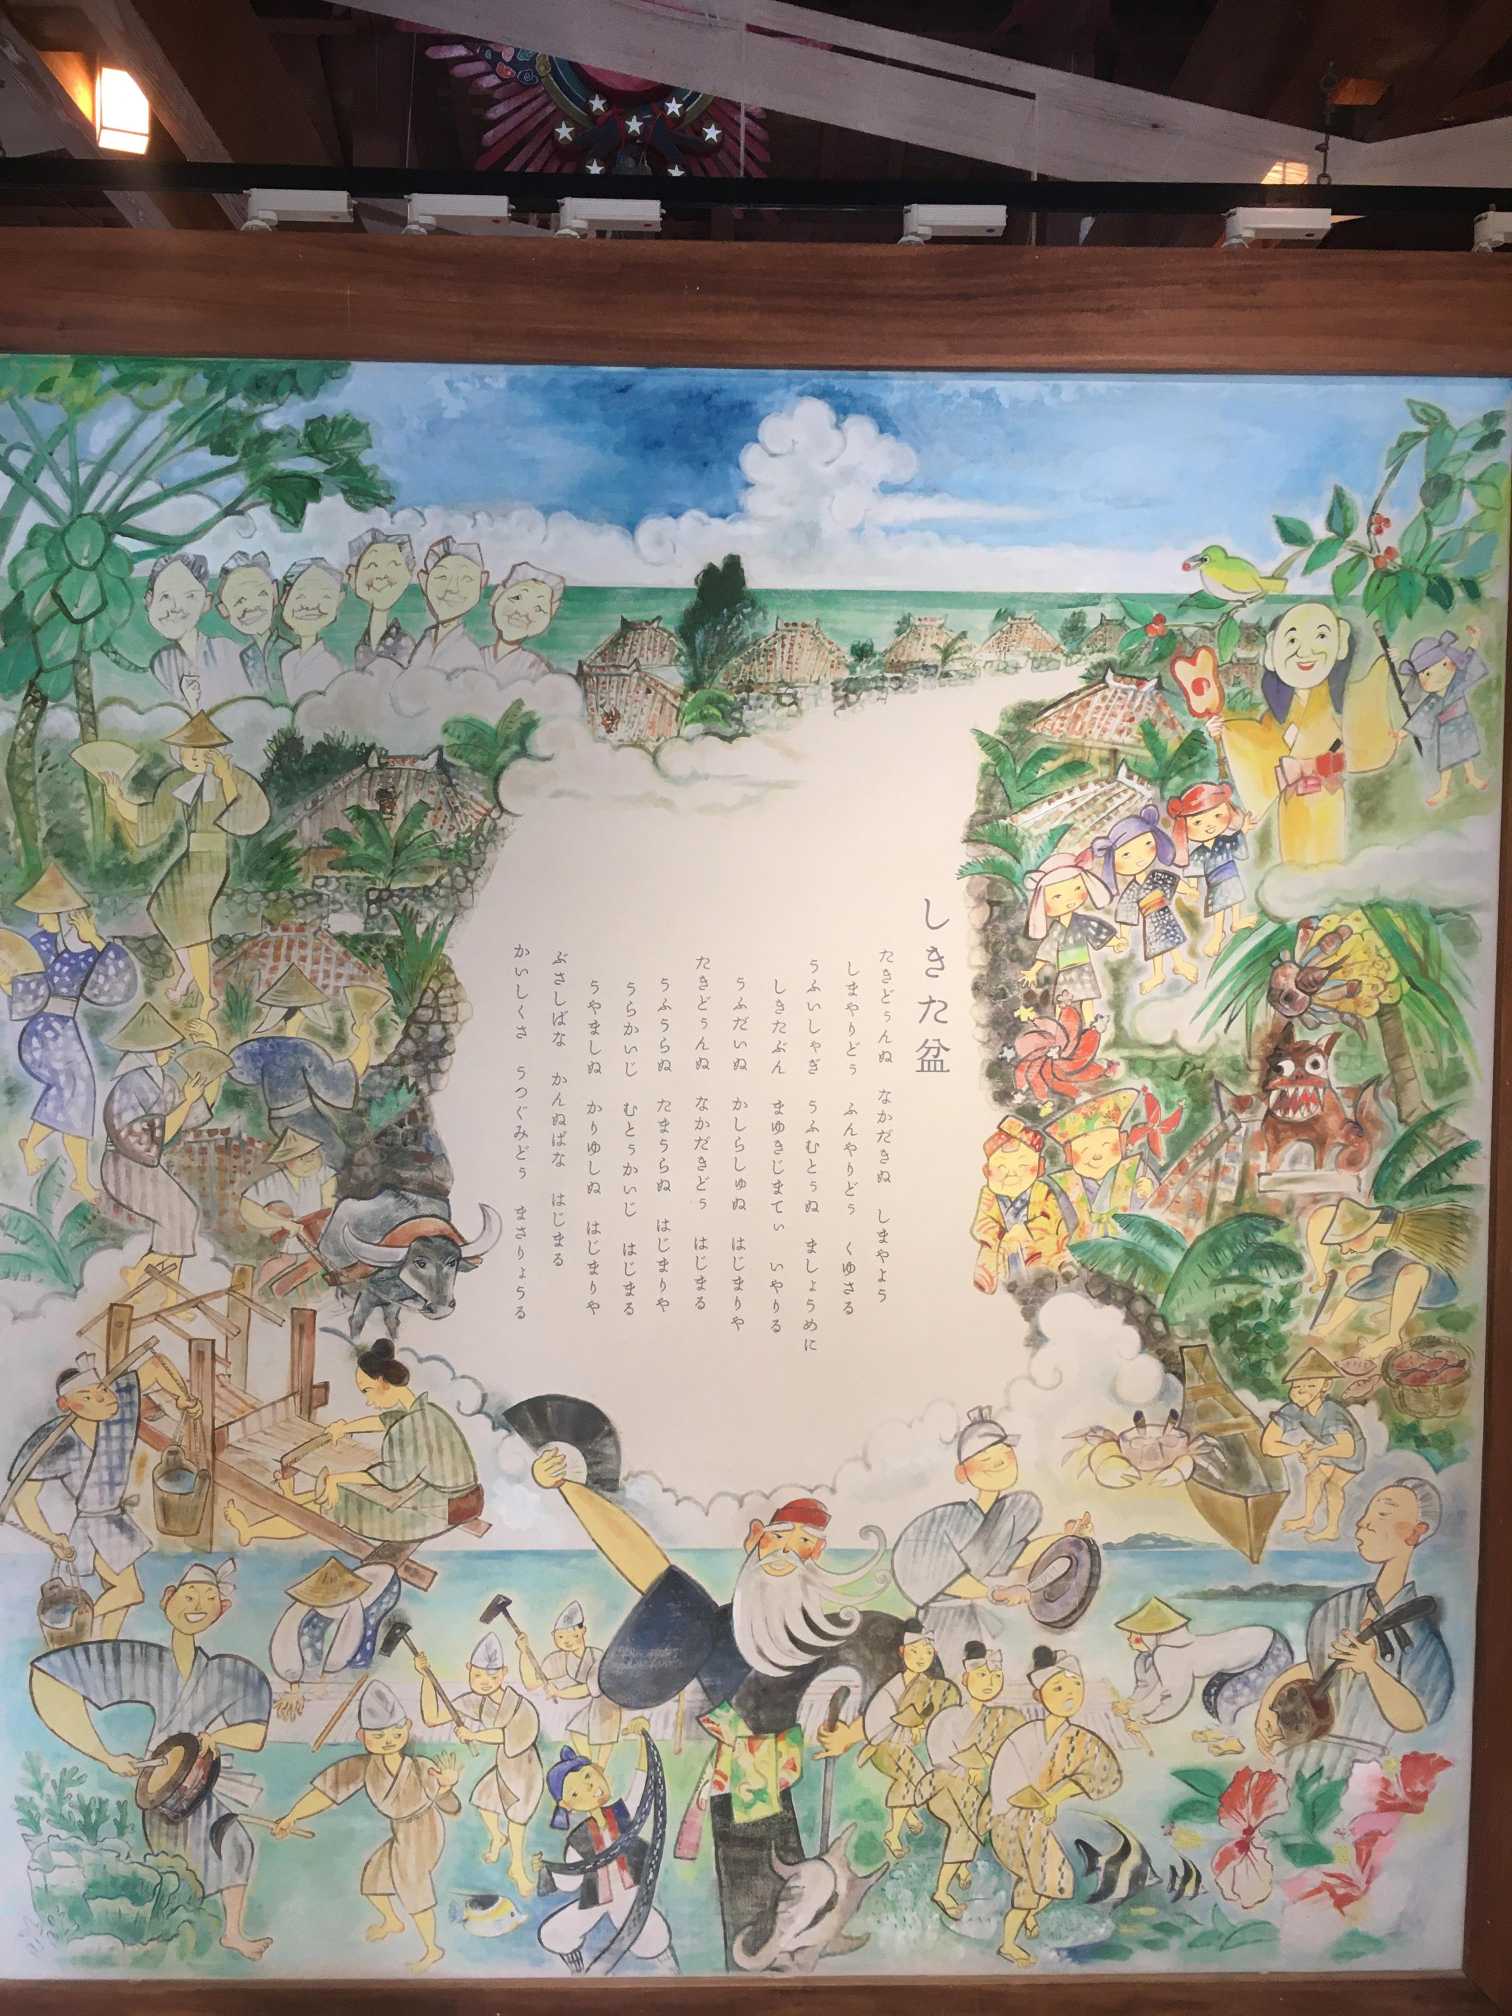 しきた盆
たきどぅんぬ　なかだきぬ　しまやよう
しまやりどぅ　ふんやりどぅ　くゆさる
うふいしゃぎ　うふむとぅぬ　ましょうめに
しきたぶん　まゆきじまてぃ　いやりる
うふだいぬ　かしらしゅぬ　はじまりや
たきどぅんぬ　なかだきどぅ　はじまる
うふうらぬ　たまうらぬ　はじまりや
うらかいじ　むとぅかいじ　はじまる
うやましぬ　かりゆしぬ　はじまりや
ぶさしばな　かんぬばな　はじまる
かいしくさ　うつぐみどぅ　まさりょうる